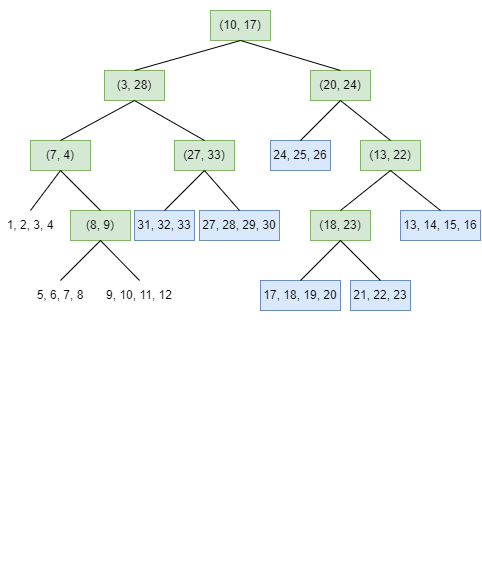 (10, 17)
(3, 28)
(20, 24)
(7, 4)
(27, 33)
24, 25, 26
(13, 22)
1, 2, 3, 4
(8, 9)
31, 32, 33
27, 28, 29, 30
(18, 23)
13, 14, 15, 16
5, 6, 7, 8
9, 10, 11, 12
17, 18, 19, 20
21, 22, 23